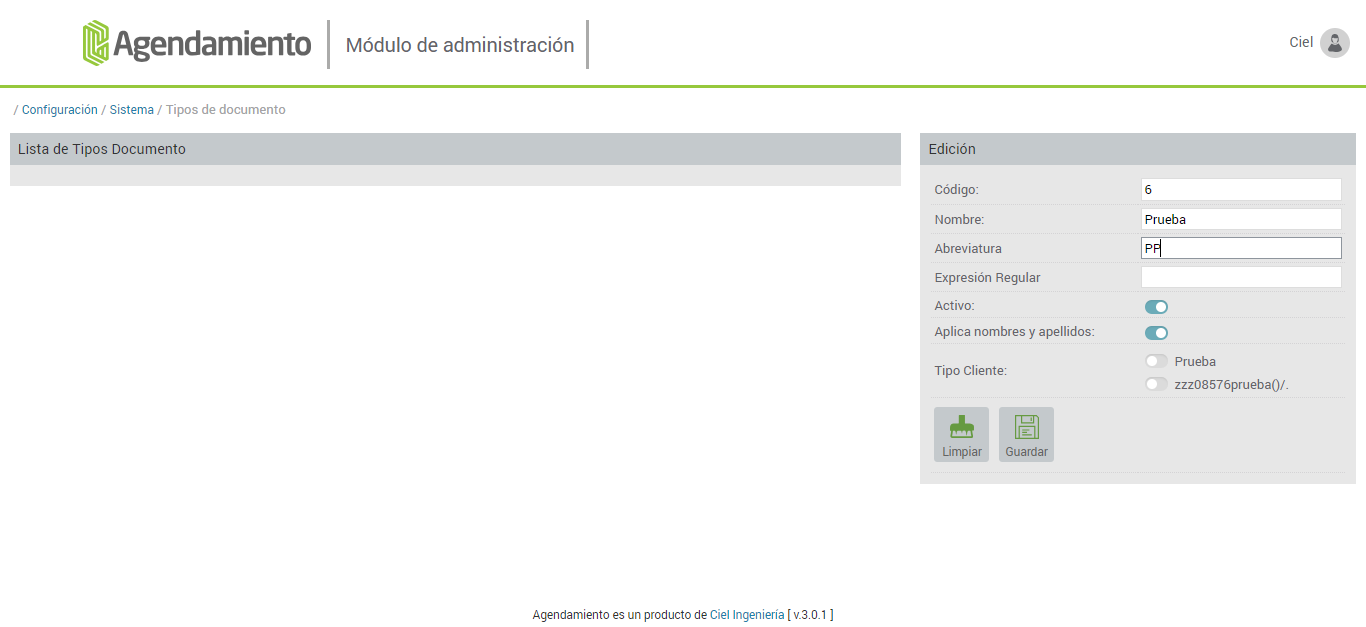 Agendamiento
Módulo de administración
Ciel
/ Configuración / Sistema / Tipos de documento
Lista de Tipos Documento
Edición
Código: 6
Nombre: Prueba
Abreviatura PP
Expresión Regular
Activo:
Aplica nombres y apellidos:
Tipo Cliente:
Prueba
zzz08576prueba()/.
Limpiar
Guardar
Agendamiento es un producto de Ciel Ingeniería [ v.3.0.1 ]